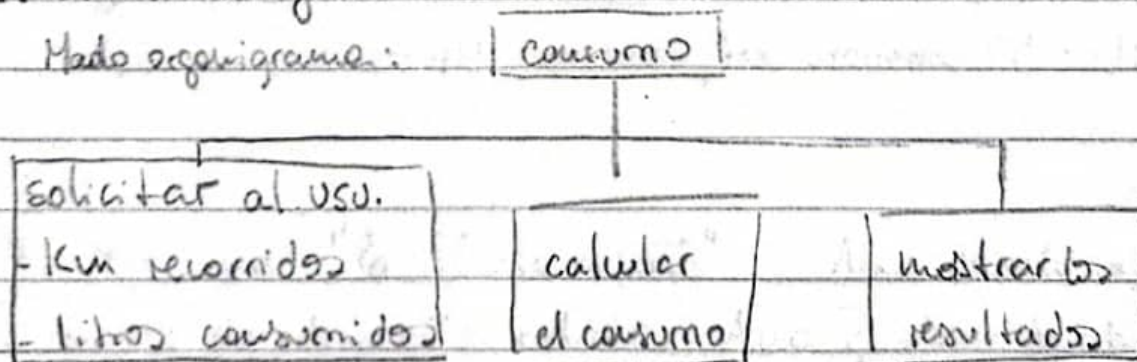 Modo organigrama:
consumo
solicitar al usu.
- Km recorridos
- litros consumidos
calcular
el consumo
mostrar los
resultados